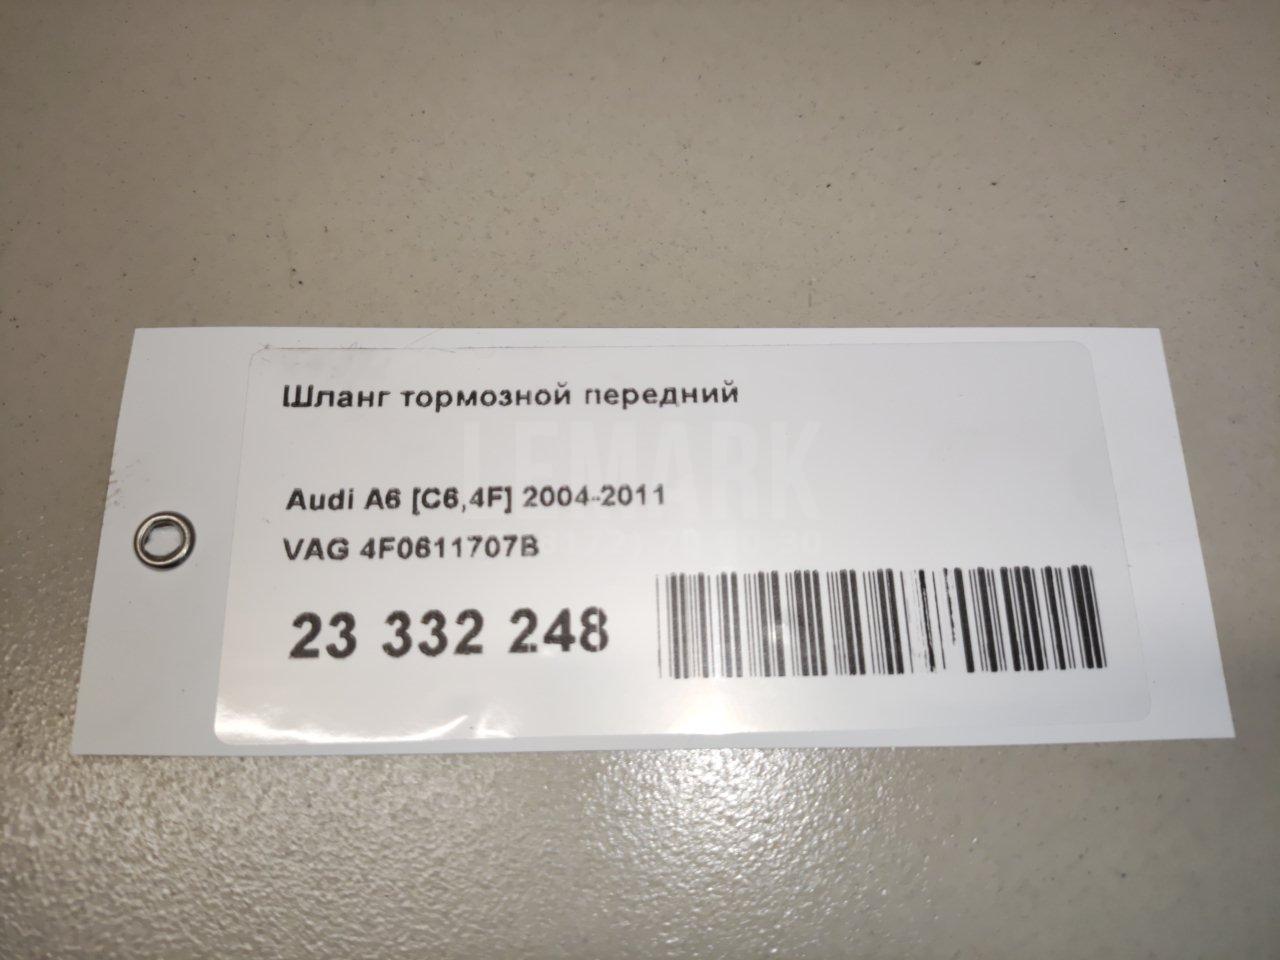 Шланг тормозной передний
LEMARK
Audi A6 [C6,4F] 2004-2011
VAG 4F0611707B
23 332 248